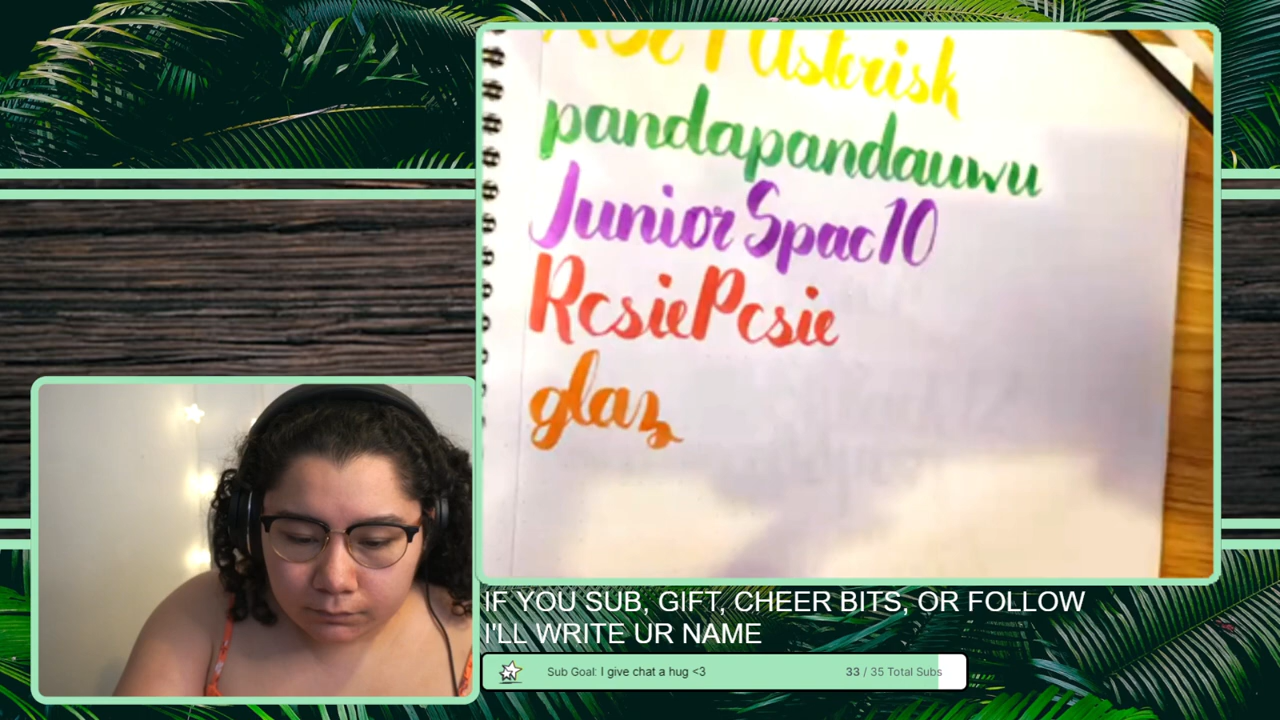 Asterisk
pandapandauwu
JuniorSpac10
RosiePosie
glaz
IF YOU SUB, GIFT, CHEER BITS, OR FOLLOW
I'LL WRITE UR NAME
Sub Goal: I give chat a hug <3 33 / 35 Total Subs